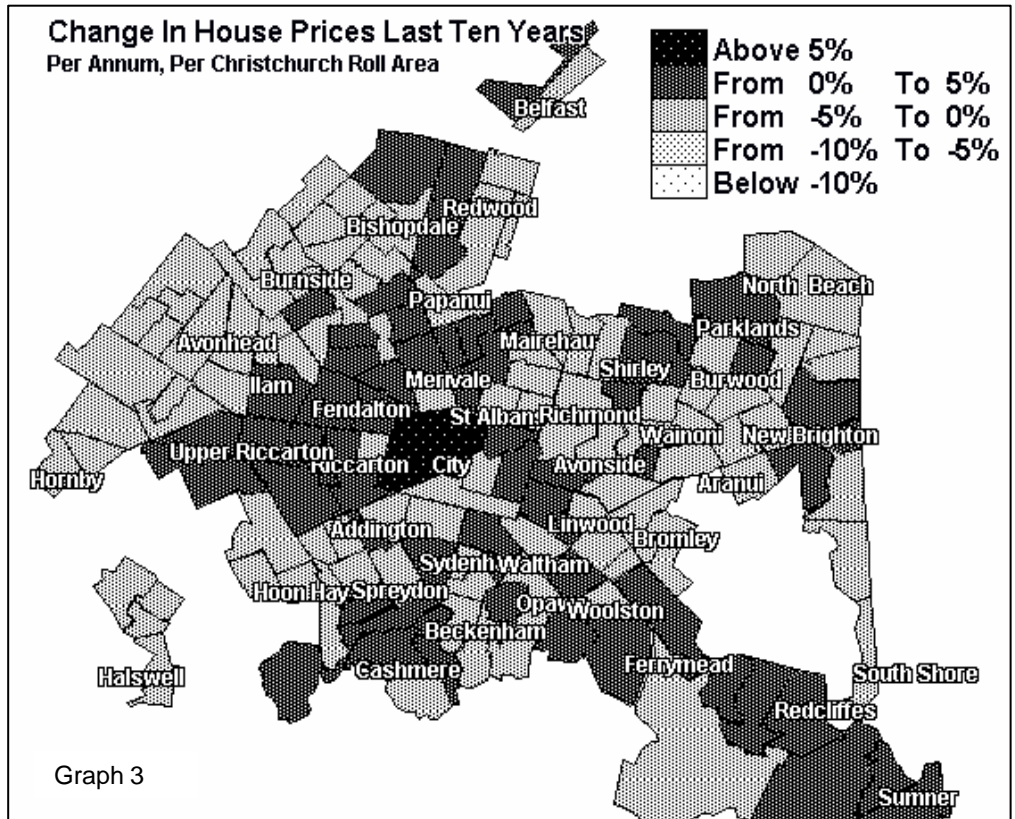 Change In House Prices Last Ten Years
Per Annum, Per Christchurch Roll Area
Above 5%
From 0% To 5%
From -5% To 0%
From -10% To -5%
Below -10%
Belfast
Redwood
Bishopdale
Burnside
Papanui
North Beach
Parklands
Avonhead
Mairehau
Shirley
Burwood
Ilam
Merivale
Fendalton
St Alban
Richmond
Wainoni
New Brighton
Upper Riccarton
Riccarton
City
Avonside
Aranui
Hornby
Addington
Linwood
Bromley
Sydenh
Waltham
Hoon Hay
Spreydon
Opaw
Woolston
Beckenham
Cashmere
Ferrymead
Halswell
South Shore
Redcliffes
Graph 3
Sumner